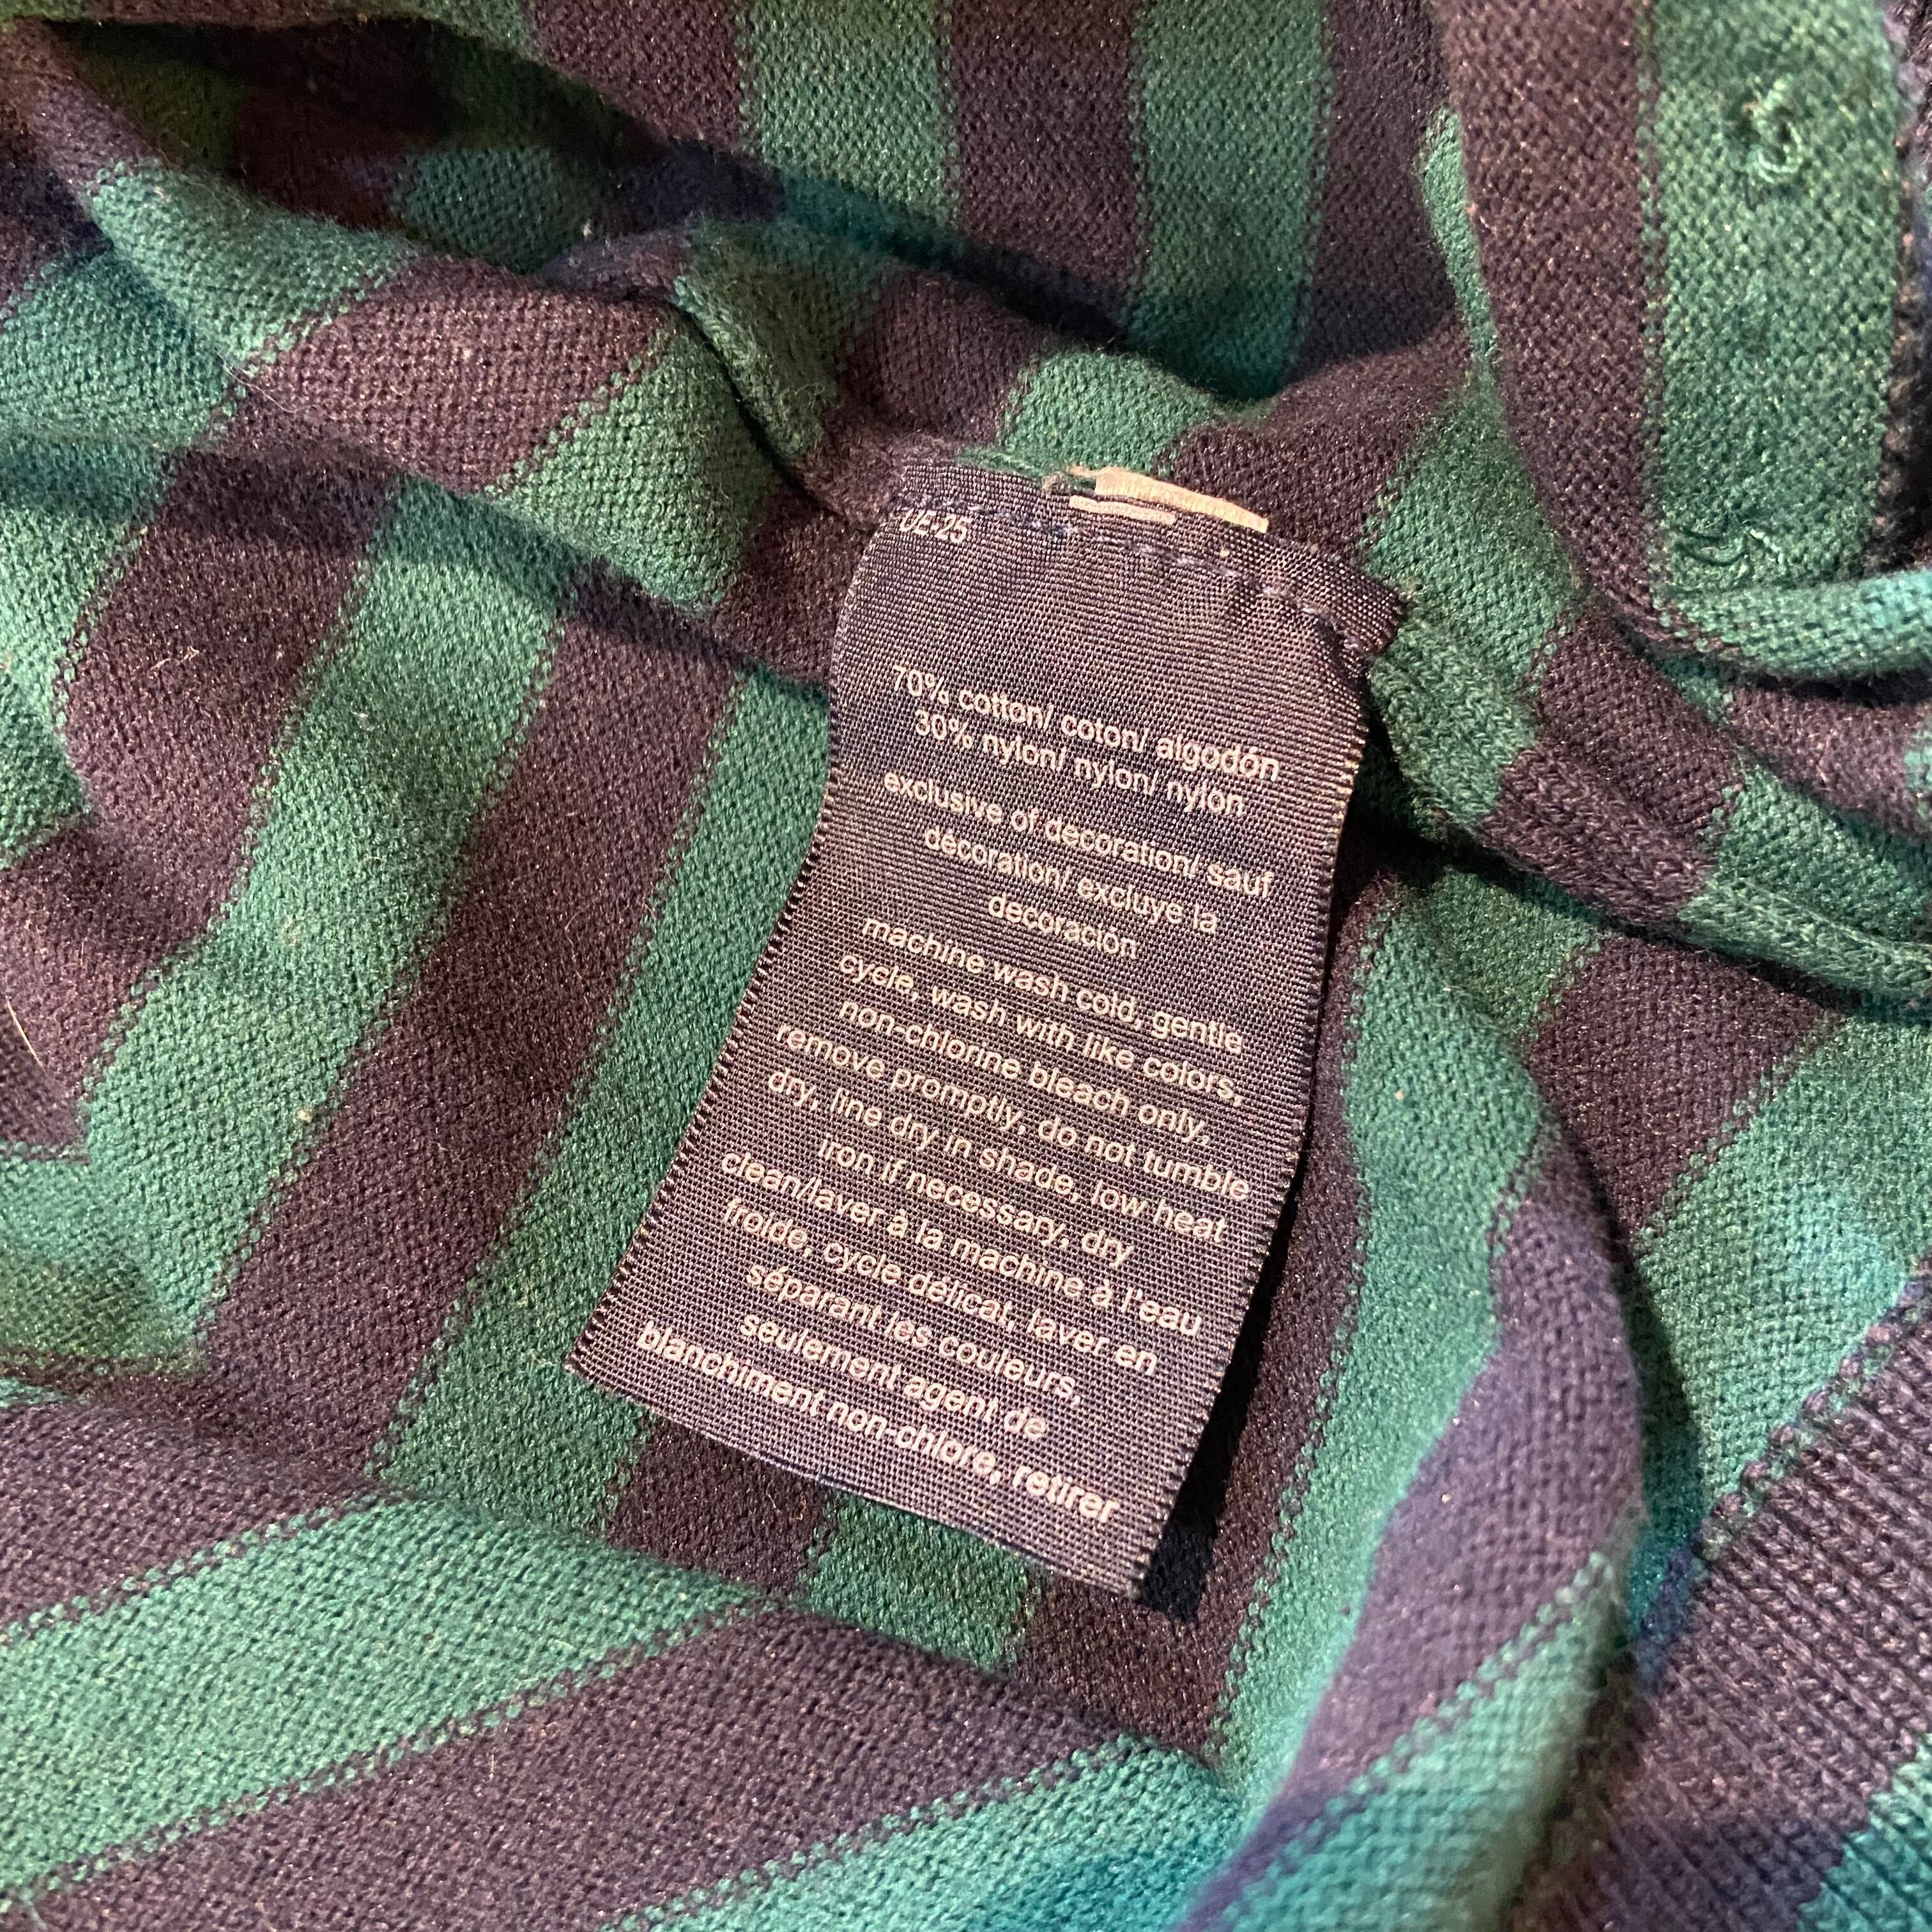 UE-25
70% cotton/ coton/ algodón
30% nylon/ nylon/ nylon
exclusive of decoration/ sauf
décoration/ excluye la
decoración
machine wash cold, gentle
cycle, wash with like colors,
non-chlorine bleach only,
remove promptly, do not tumble
dry, line dry in shade, low heat
iron if necessary, dry
clean/laver à la machine à l'eau
froide, cycle délicat, laver en
séparant les couleurs,
seulement agent de
blanchiment non-chlore, retirer